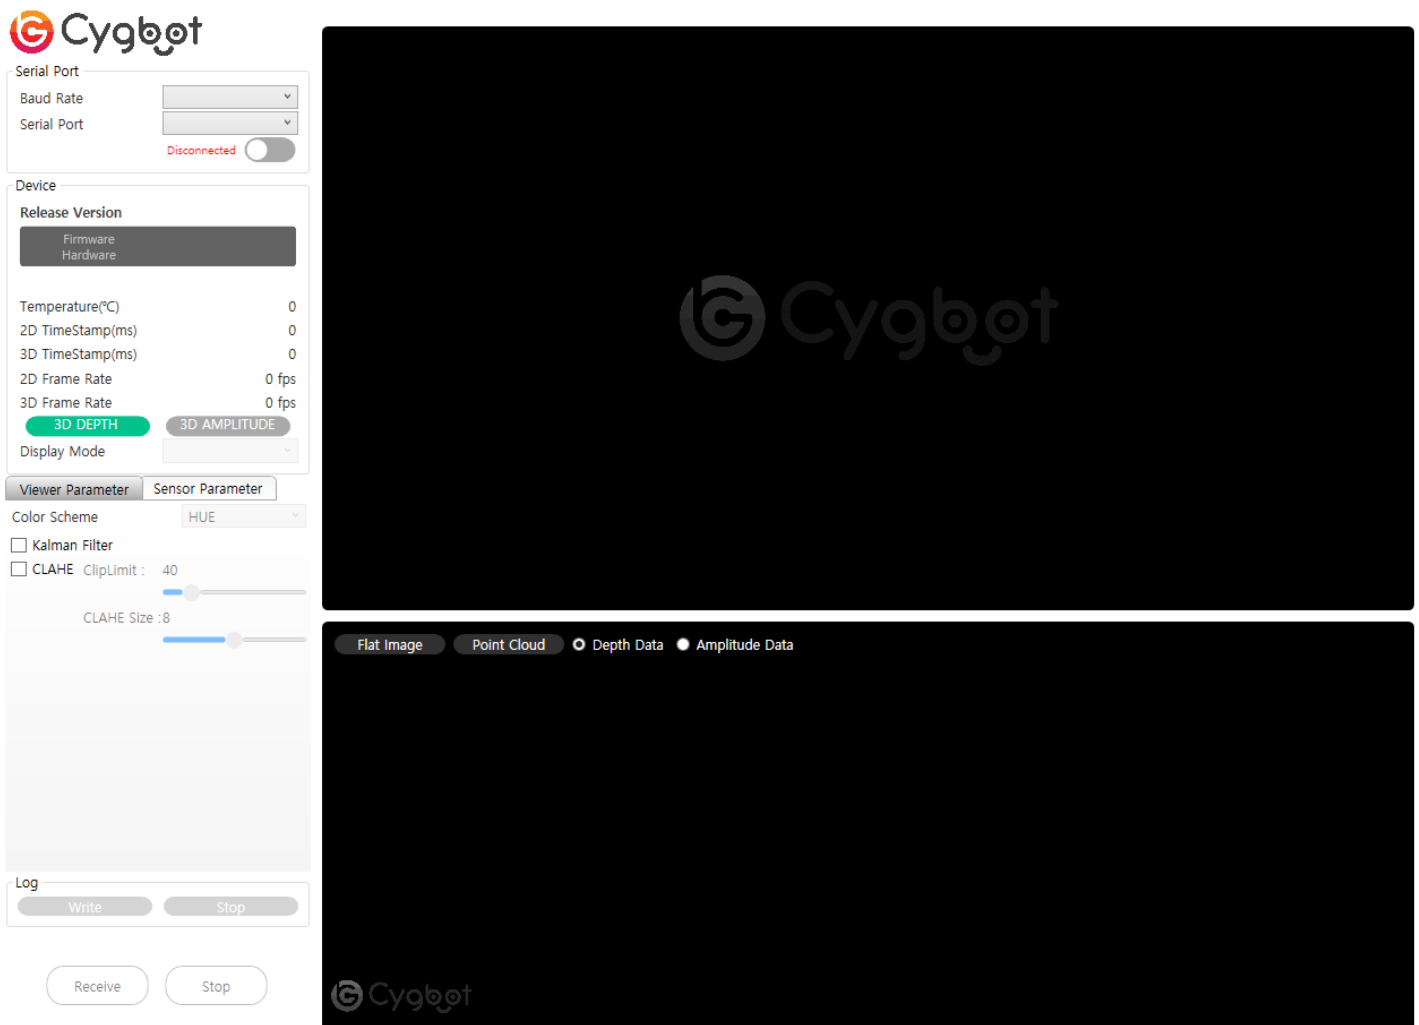 Cygbot
Serial Port
Baud Rate
Serial Port
Disconnected
Device
Release Version
Firmware
Hardware
Temperature(℃) 0
2D TimeStamp(ms) 0
3D TimeStamp(ms) 0
2D Frame Rate 0 fps
3D Frame Rate 0 fps
3D DEPTH 3D AMPLITUDE
Display Mode
Viewer Parameter Sensor Parameter
Color Scheme HUE
Kalman Filter
CLAHE ClipLimit : 40
CLAHE Size :8
Log
Write Stop
Receive Stop
Cygbot
Flat Image Point Cloud Depth Data Amplitude Data
Cygbot